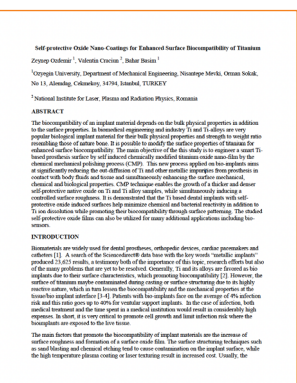 Self-protective Oxide Nano-Coatings for Enhanced Surface Biocompatibility of Titanium
Zeynep Ozdemir 1, Valentin Craciun 2, Bahar Basim 1
1 Ozyegin University, Department of Mechanical Engineering, Nisantepe Mevki, Orman Sokak,
No 13, Alemdag, Cekmekoy, 34794, Istanbul, TURKEY
2 National Institute for Laser, Plasma and Radiation Physics, Romania
ABSTRACT
The biocompatibility of an implant material depends on the bulk properties in addition
to the surface properties. In biomedical engineering and industry Ti and Ti-alloys are very
popular biological implant material for their bulk properties and strength to weight ratio
resembling those of nature bone. It is possible to modify the surface properties of titanium for
enhanced surface biocompatibility. The main objective of this study is to engineer a smart Ti-
based prosthesis surface by self induced chemically modified titanium-oxide nano-film by the
chemical mechanical polishing process (CMP). This new process applied on bio-implants aims
at significantly reducing the out-diffusion of Ti and other metallic impurities from prosthesis in
contact with body fluids and tissue and simultaneously enhancing the surface mechanical,
chemical and biological properties. CMP technique enables the growth of a thicker and denser
self-protective native oxide on Ti and Ti alloy samples, while simultaneously inducing a
controlled surface roughness. It is demonstrated that the Ti based dental implants with self-
protective oxide induced surfaces help minimize chemical and bacterial reactivity in addition to
Ti ion dissolution while promoting their biocompatibility through surface patterning. The studied
self-protective oxide films can also be utilized for many additional applications including bio-
sensors.
INTRODUCTION
Biomaterials are widely used for dental prostheses, orthopedic devices, cardiac pacemakers and
catheters [1]. A search of the Sciencedirect® data base with the key words “metallic implants”
produced 23,625 results, a testimony both of the importance of this topic, research efforts but also
of the many problems that are yet to be resolved. Generally, Ti and its alloys are favored as bio
implants due to their surface characteristics, which promoting biocompatibility [2]. However, the
surface of titanium maybe contaminated during casting or surface structuring due to its highly
reactive nature, which in turn lessen the biocompatibility and the mechanical properties at the
tissue/bio implant interface [3-4]. Patients with bio-implants face on the average of 4% infection
risk and this ratio goes up to 40% for ventular support implants. In the case of infection, both
medical treatment and the time spent in a medical institution would result in considerably high
expenses. In short, it is very critical to promote cell growth and limit infection risk where the
bioimplants are exposed to the live tissue.
The main factors that promote the biocompatibility of implant materials are the increase of
surface roughness and formation of a surface oxide film. The surface structuring techniques such
as sand blasting and chemical etching tend to cause contamination on the implant surface, while
the high temperature plasma coating or laser texturing result in increased cost. Usually, the